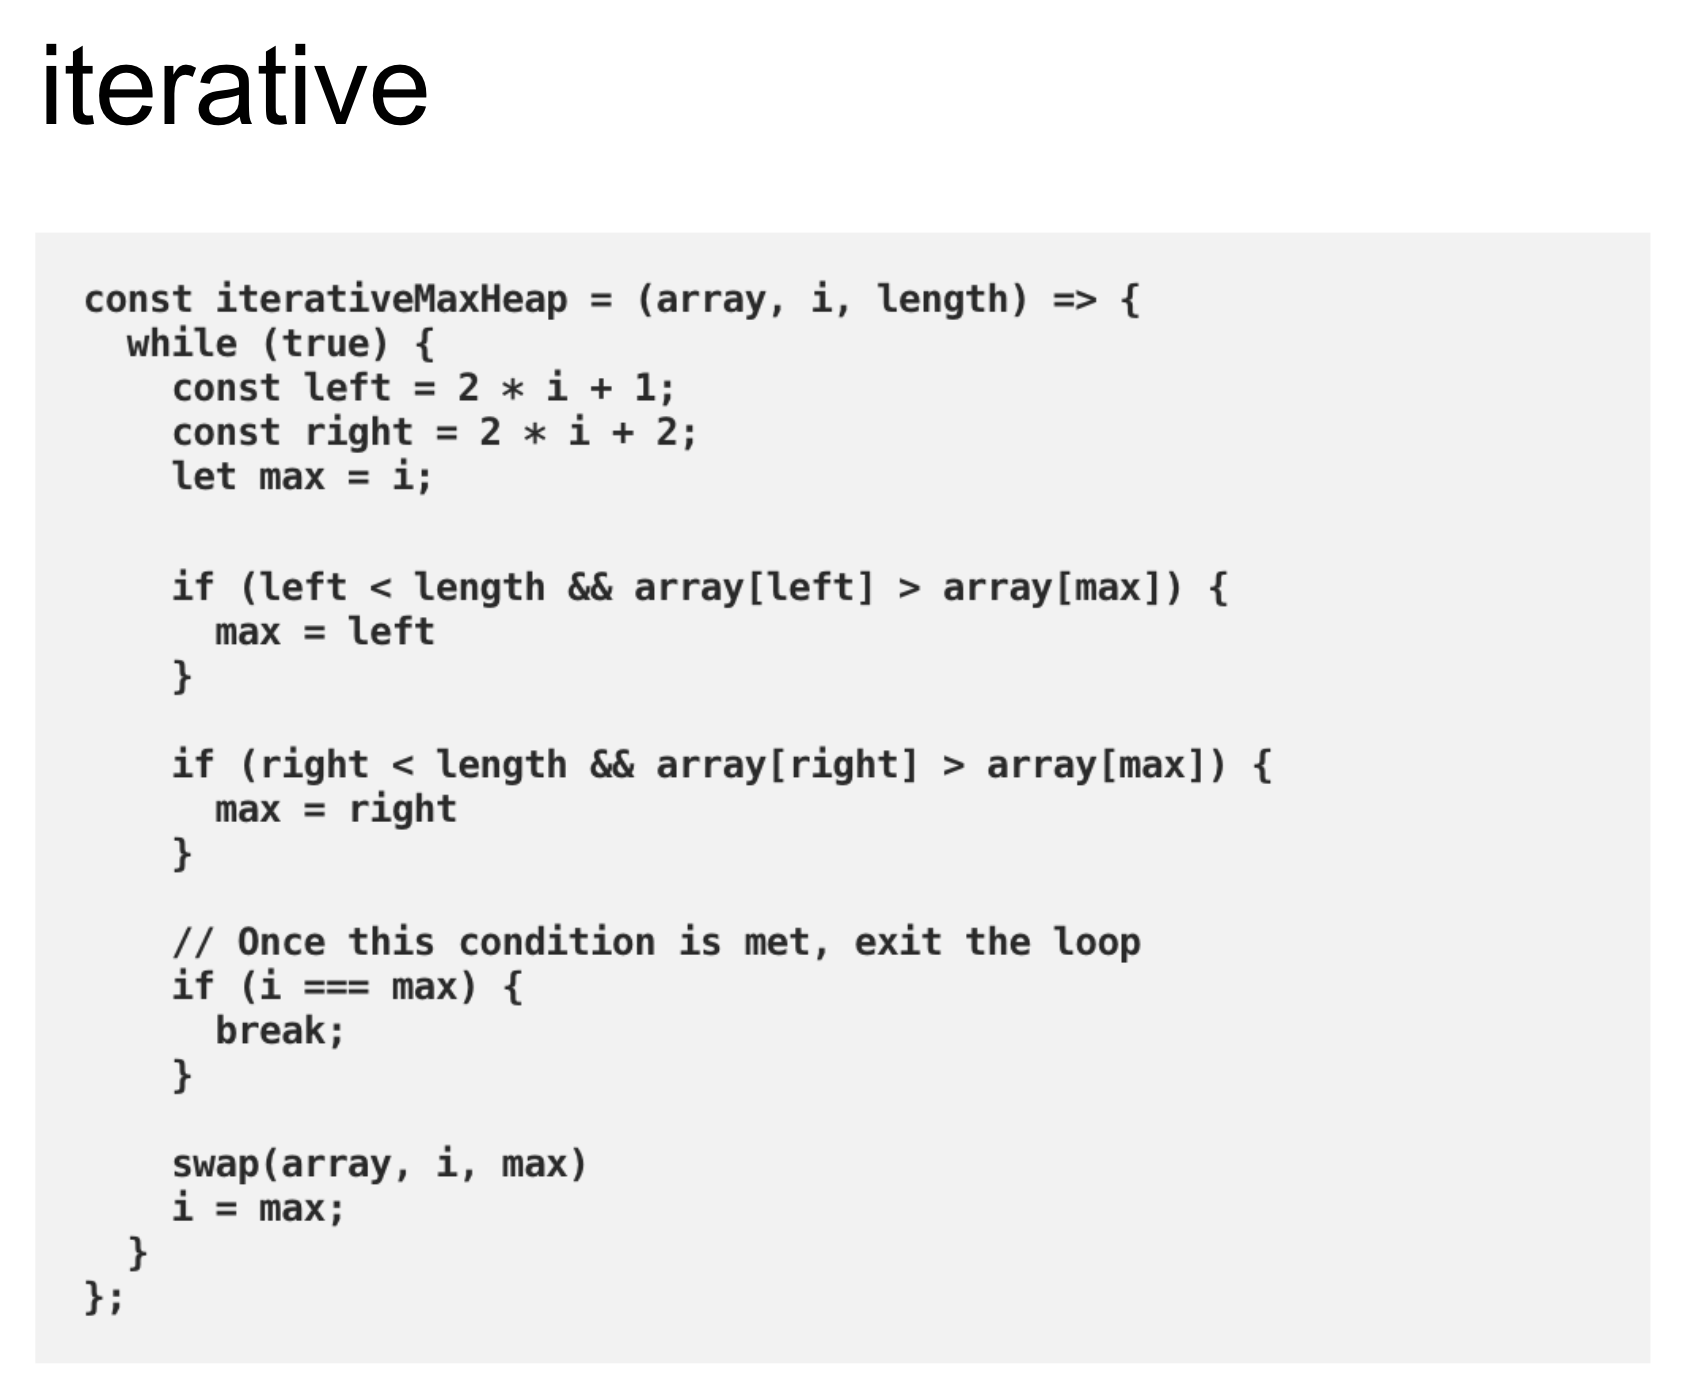 iterative
const iterativeMaxHeap = (array, i, length) => {
  while (true) {
    const left = 2 * i + 1;
    const right = 2 * i + 2;
    let max = i;

    if (left < length && array[left] > array[max]) {
      max = left
    }

    if (right < length && array[right] > array[max]) {
      max = right
    }

    // Once this condition is met, exit the loop
    if (i === max) {
      break;
    }

    swap(array, i, max)
    i = max;
  }
};